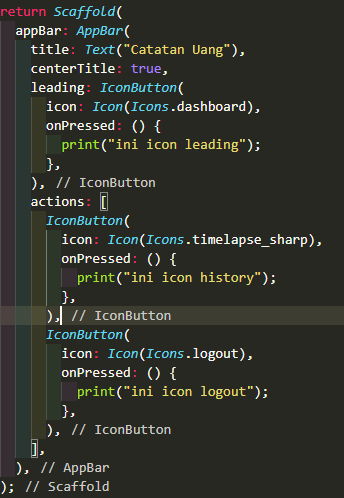 return Scaffold(
appBar: AppBar(
title: Text("Catatan Uang"),
centerTitle: true,
leading: IconButton(
icon: Icon(Icons.dashboard),
onPressed: () {
print("ini icon leading");
},
), // IconButton
actions: [
IconButton(
icon: Icon(Icons.timelapse_sharp),
onPressed: () {
print("ini icon history");
},
), // IconButton
IconButton(
icon: Icon(Icons.logout),
onPressed: () {
print("ini icon logout");
},
), // IconButton
],
), // AppBar
); // Scaffold